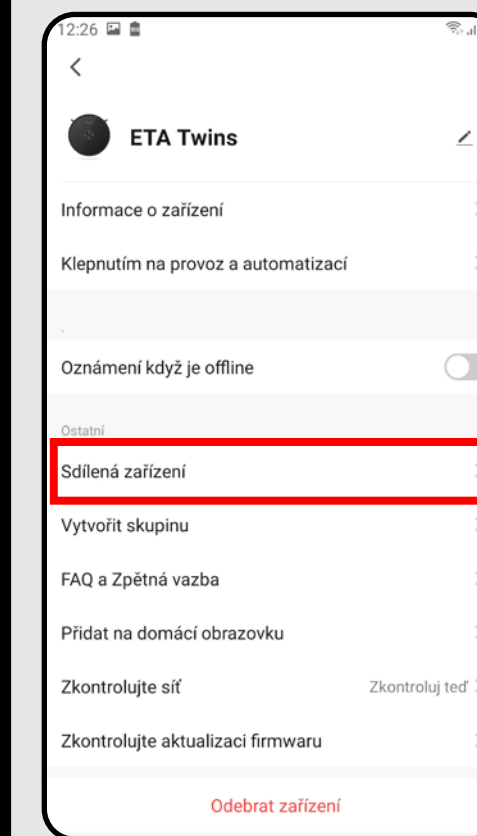 12:26
ETA Twins
Informace o zařízení
Klepnutím na provoz a automatizací
.
Oznámení když je offline
Ostatní
Sdílená zařízení
Vytvořit skupinu
FAQ a Zpětná vazba
Přidat na domácí obrazovku
Zkontrolujte síť Zkontroluj teď
Zkontrolujte aktualizaci firmwaru
Odebrat zařízení